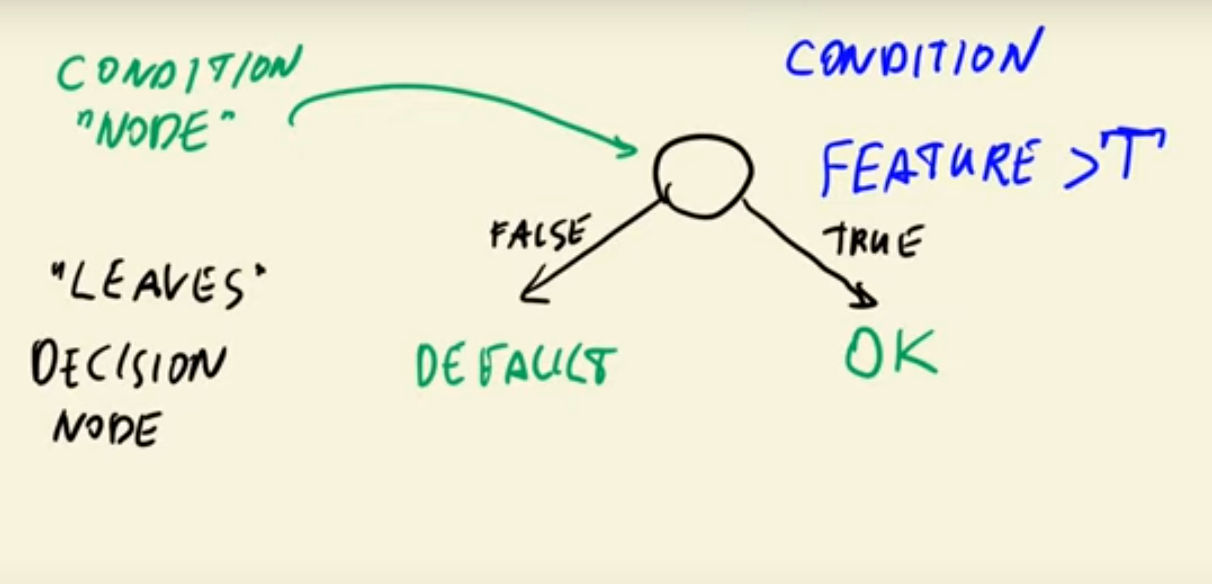 CONDITION
"NODE"
CONDITION
FEATURE > T
FALSE
TRUE
"LEAVES"
DECISION
NODE
DEFAULT
OK